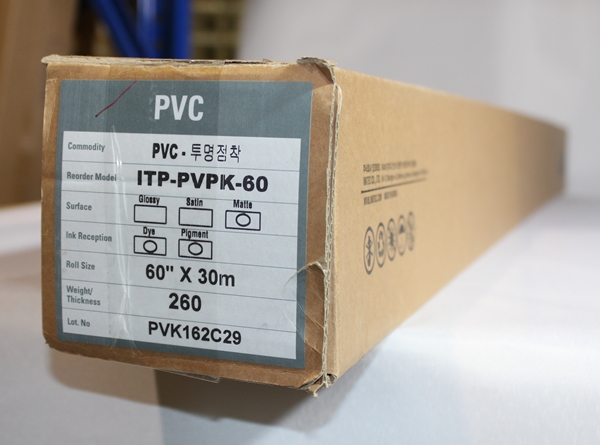 PVC
Commodity PVC · 투명점착
Reorder Model ITP-PVPK-60
Surface Glossy Satin Matte
Ink Reception Dye Pigment
Roll Size 60" X 30m
Weight/
Thickness 260
Lot. No PVK162C29